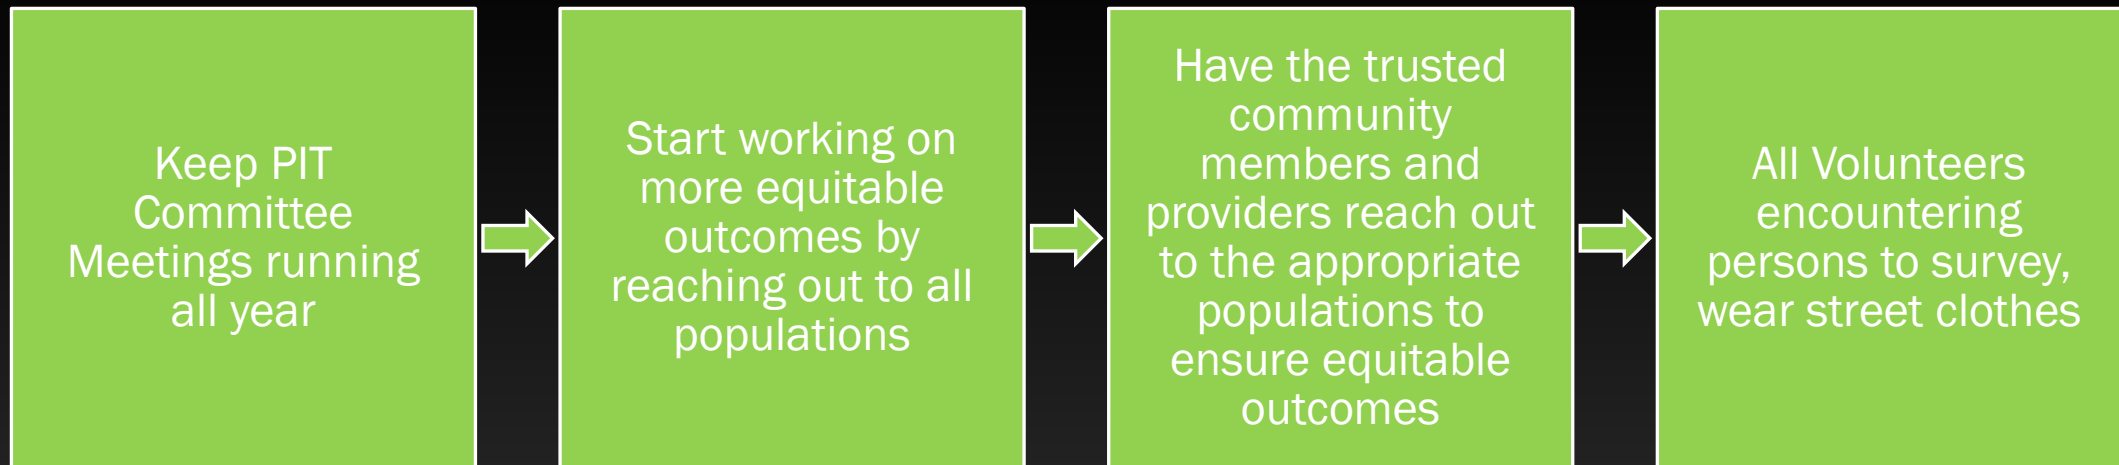 Keep PIT
Committee
Meetings running
all year
Start working on
more equitable
outcomes by
reaching out to all
populations
Have the trusted
community
members and
providers reach out
to the appropriate
populations to
ensure equitable
outcomes
All Volunteers
encountering
persons to survey,
wear street clothes